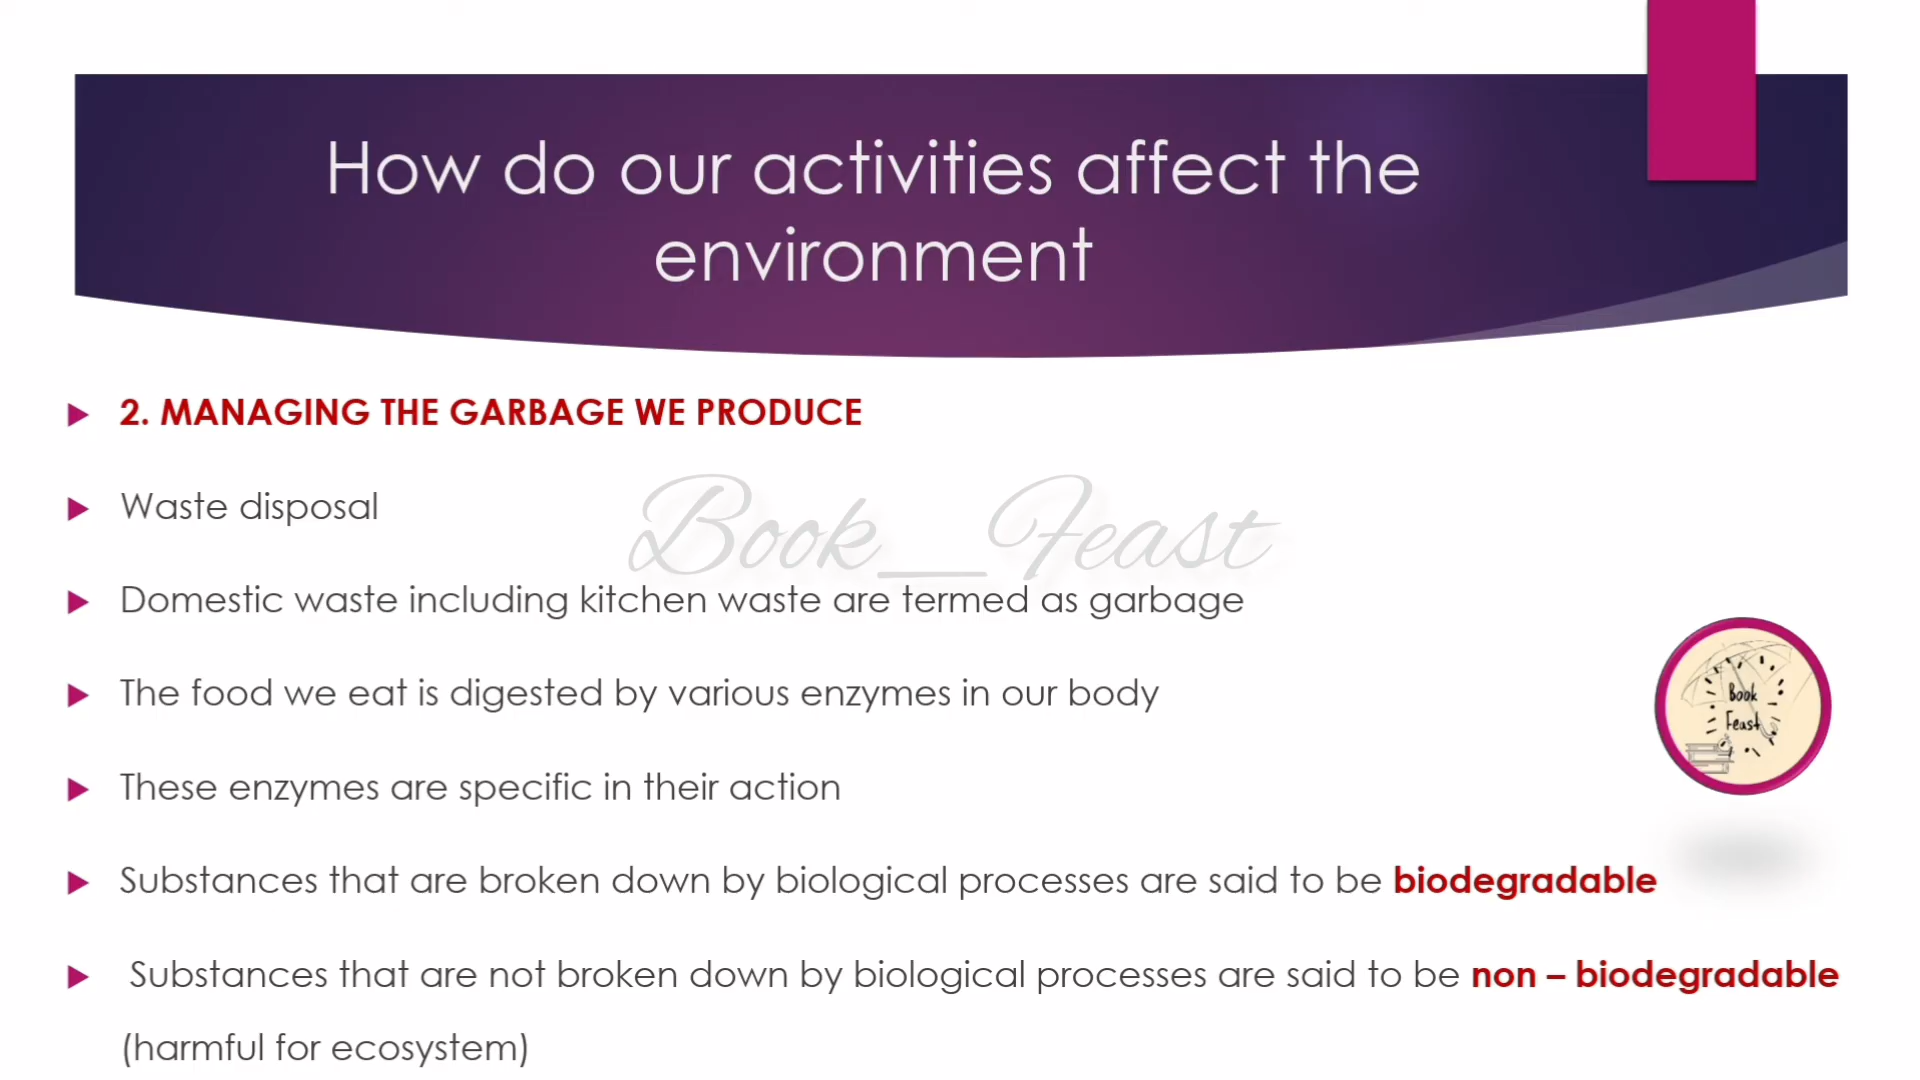 How do our activities affect the
environment
2. MANAGING THE GARBAGE WE PRODUCE
Waste disposal
Book_Feast
Domestic waste including kitchen waste are termed as garbage
The food we eat is digested by various enzymes in our body
Book
Feast
These enzymes are specific in their action
Substances that are broken down by biological processes are said to be biodegradable
Substances that are not broken down by biological processes are said to be non – biodegradable
(harmful for ecosystem)